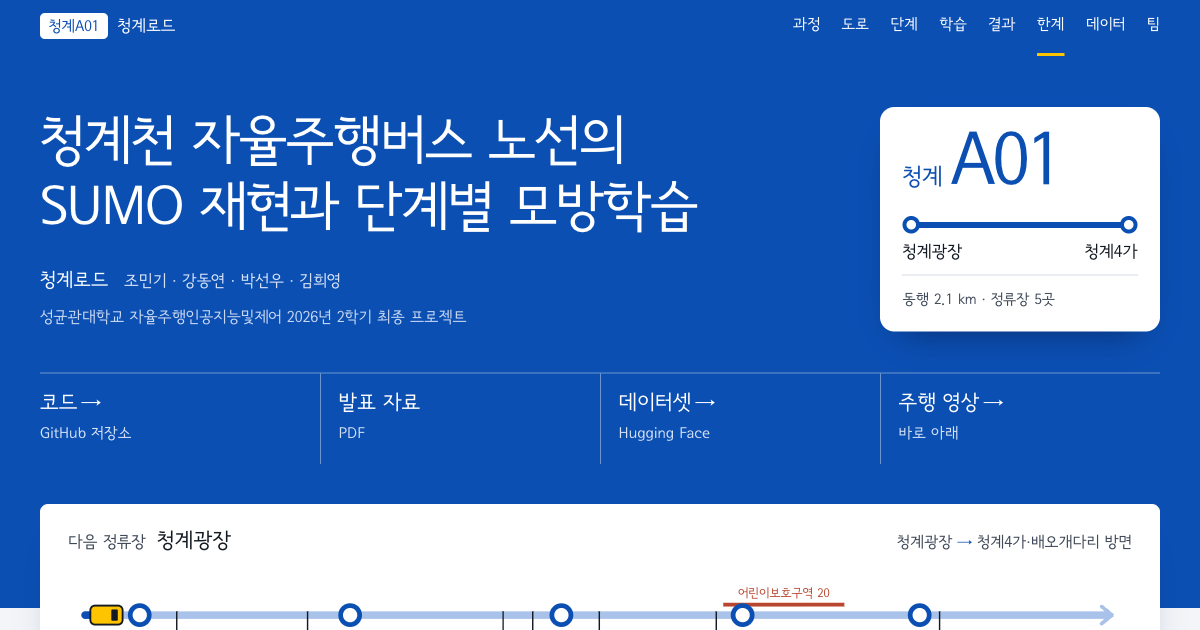 청계A01 청계로드
과정 도로 단계 학습 결과 한계 데이터 팀
청계천 자율주행버스 노선의
SUMO 재현과 단계별 모방학습
청계로드 조민기 · 강동연 · 박선우 · 김희영
성균관대학교 자율주행인공지능및제어 2026년 2학기 최종 프로젝트
청계 A01
청계광장 청계4가
동행 2.1 km · 정류장 5곳
코드 →
GitHub 저장소
발표 자료
PDF
데이터셋 →
Hugging Face
주행 영상 →
바로 아래
다음 정류장 청계광장
청계광장 → 청계4가·배오개다리 방면
어린이보호구역 20